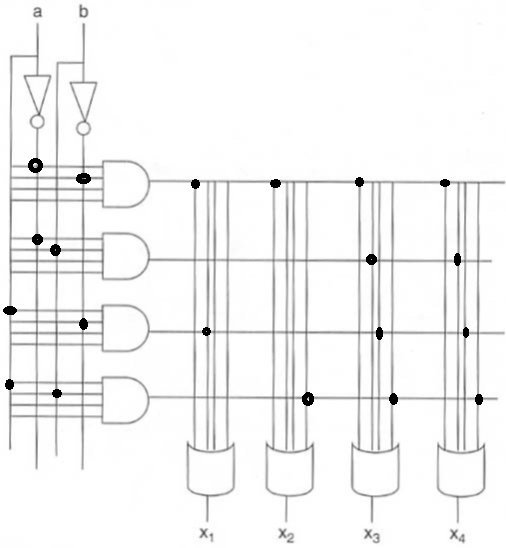 a b
x₁ x₂ x₃ x₄